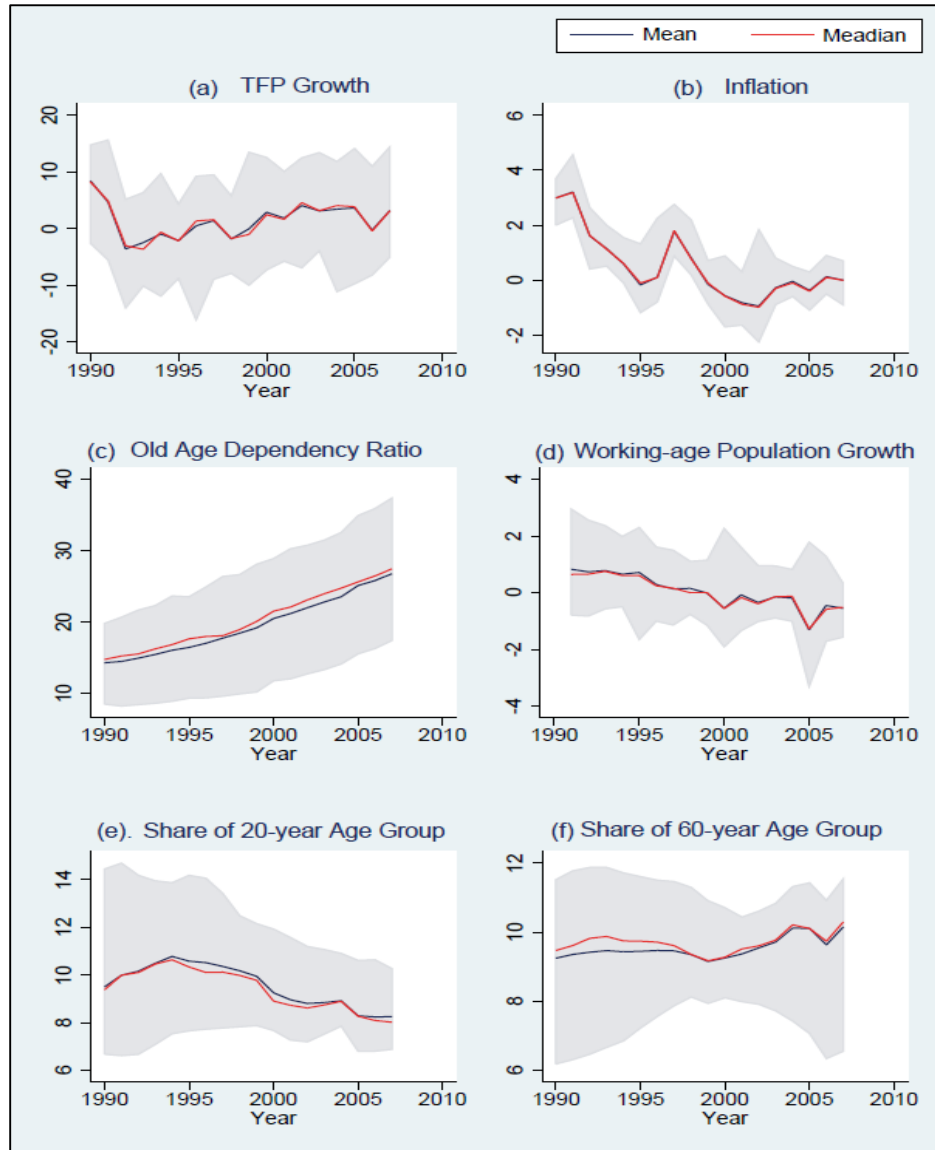 Mean Meadian
(a) TFP Growth
(b) Inflation
20
10
0
-10
-20
1990 1995 2000 2005 2010
Year
6
4
2
0
-2
1990 1995 2000 2005 2010
Year
(c) Old Age Dependency Ratio
(d) Working-age Population Growth
40
30
20
10
1990 1995 2000 2005 2010
Year
4
2
0
-2
-4
1990 1995 2000 2005 2010
Year
(e). Share of 20-year Age Group
(f) Share of 60-year Age Group
14
12
10
8
6
1990 1995 2000 2005 2010
Year
12
10
8
6
1990 1995 2000 2005 2010
Year